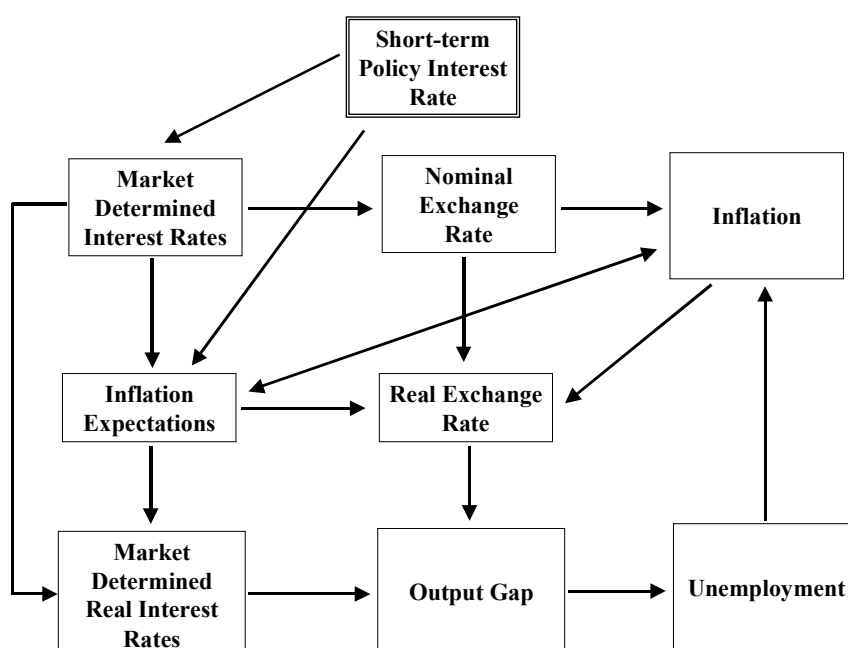 Short-term
Policy Interest
Rate
Market
Determined
Interest Rates
Nominal
Exchange
Rate
Inflation
Inflation
Expectations
Real Exchange
Rate
Market
Determined
Real Interest
Rates
Output Gap
Unemployment